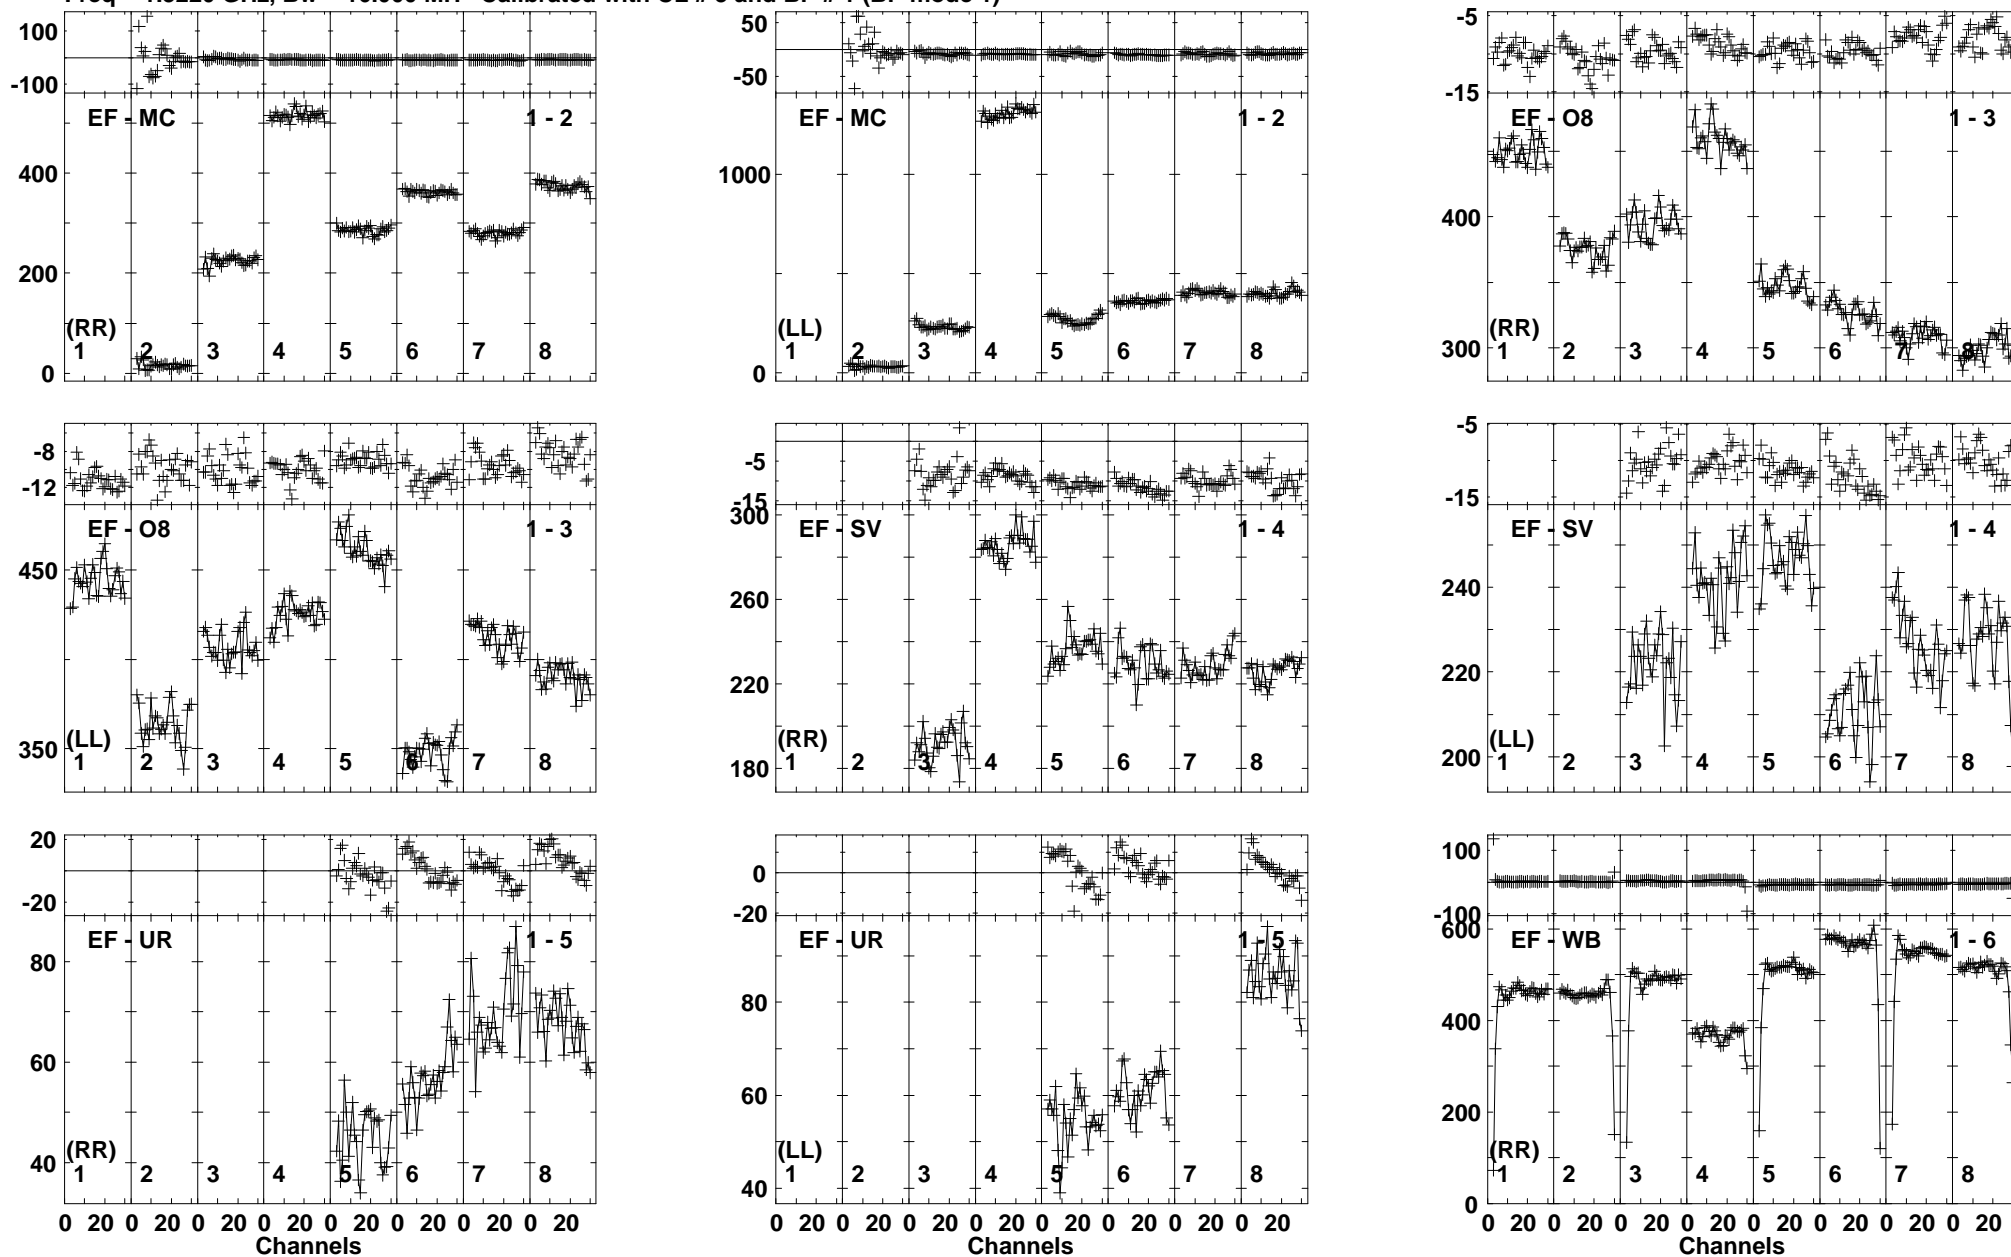 100
-100
EF - MC 1 - 2
400
200
0
(RR)
1 2 3 4 5 6 7 8
50
-50
EF - MC 1 - 2
1000
0
(LL)
1 2 3 4 5 6 7 8
-5
-15
EF - O8 1 - 3
400
300
(RR)
1 2 3 4 5 6 7 8
-8
-12
EF - O8 1 - 3
450
350
(LL)
1 2 3 4 5 6 7 8
-5
-15
300
EF - SV 1 - 4
260
220
180
(RR)
1 2 3 4 5 6 7 8
-5
-15
EF - SV 1 - 4
240
220
200
(LL)
1 2 3 4 5 6 7 8
20
-20
EF - UR 1 - 5
80
60
40
(RR)
1 2 3 4 5 6 7 8
0 20 0 20 0 20 0 20 0 20 0 20 0 20 0 20
Channels
0
-20
EF - UR 1 - 5
80
60
40
(LL)
1 2 3 4 5 6 7 8
0 20 0 20 0 20 0 20 0 20 0 20 0 20 0 20
Channels
100
-100
600
EF - WB 1 - 6
400
200
0
(RR)
1 2 3 4 5 6 7 8
0 20 0 20 0 20 0 20 0 20 0 20 0 20 0 20
Channels